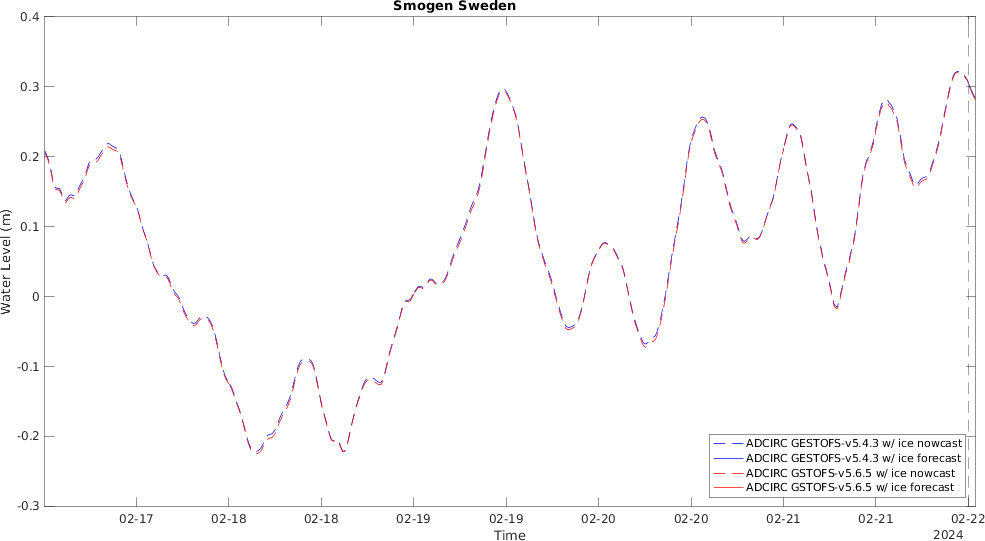 Smogen Sweden
0.4
0.3
0.2
0.1
0
-0.1
-0.2
-0.3
Water Level (m)
ADCIRC GESTOFS-v5.4.3 w/ ice nowcast
ADCIRC GESTOFS-v5.4.3 w/ ice forecast
ADCIRC GSTOFS-v5.6.5 w/ ice nowcast
ADCIRC GSTOFS-v5.6.5 w/ ice forecast
02-17 02-18 02-18 02-19 02-19 02-20 02-20 02-21 02-21 02-22
Time
2024